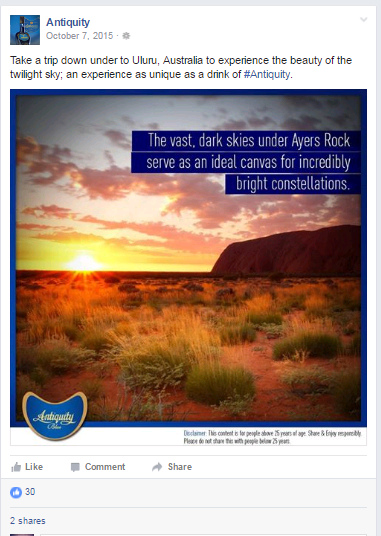 Antiquity
October 7, 2015 ·
Take a trip down under to Uluru, Australia to experience the beauty of the
twilight sky; an experience as unique as a drink of #Antiquity.
The vast, dark skies under Ayers Rock
serve as an ideal canvas for incredibly
bright constellations.
Antiquity
Blue
Disclaimer: This content is for people above 25 years of age. Share & Enjoy responsibly.
Please do not share this with people below 25 years
Like Comment Share
30
2 shares